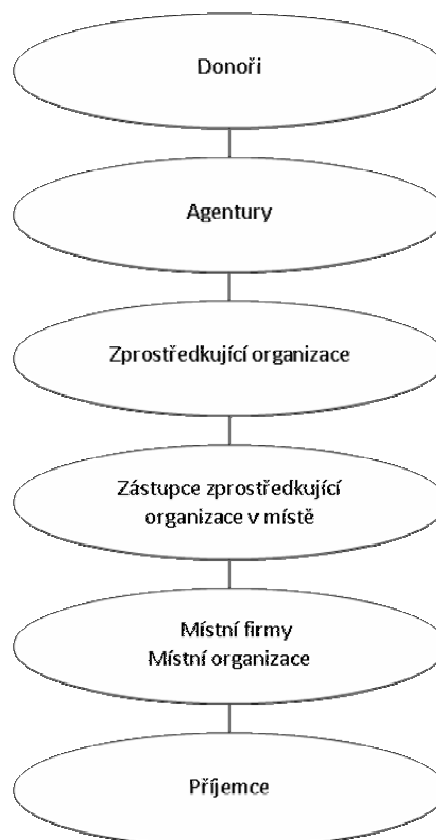 Donoři
Agentury
Zprostředkující organizace
Zástupce zprostředkující
organizace v místě
Místní firmy
Místní organizace
Příjemce